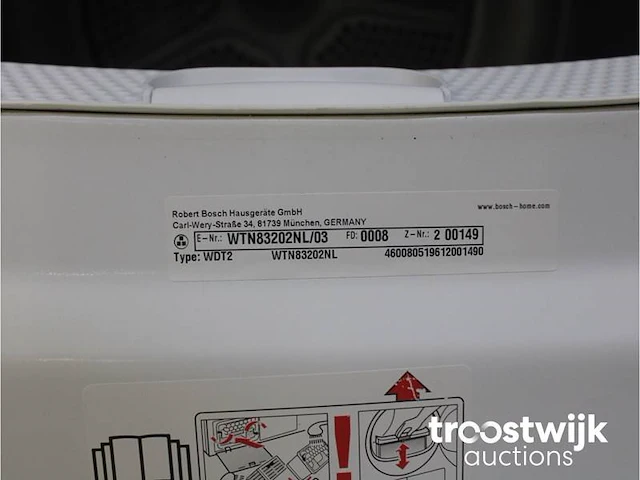 Robert Bosch Hausgeräte GmbH
Carl-Wery-Straße 34, 81739 München, GERMANY
www.bosch-home.com
E-Nr.: WTN83202NL/03 FD: 0008 Z-Nr.: 2 00149
Type: WDT2 WTN83202NL 460080519612001490
troostwijk
auctions